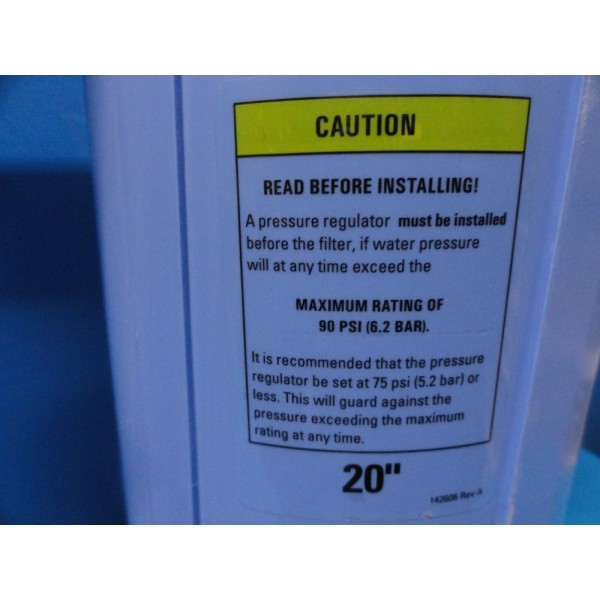 CAUTION
READ BEFORE INSTALLING!
A pressure regulator must be installed
before the filter, if water pressure
will at any time exceed the
MAXIMUM RATING OF
90 PSI (6.2 BAR).
It is recommended that the pressure
regulator be set at 75 psi (5.2 bar) or
less. This will guard against the
pressure exceeding the maximum
rating at any time.
20"
142606 Rev A